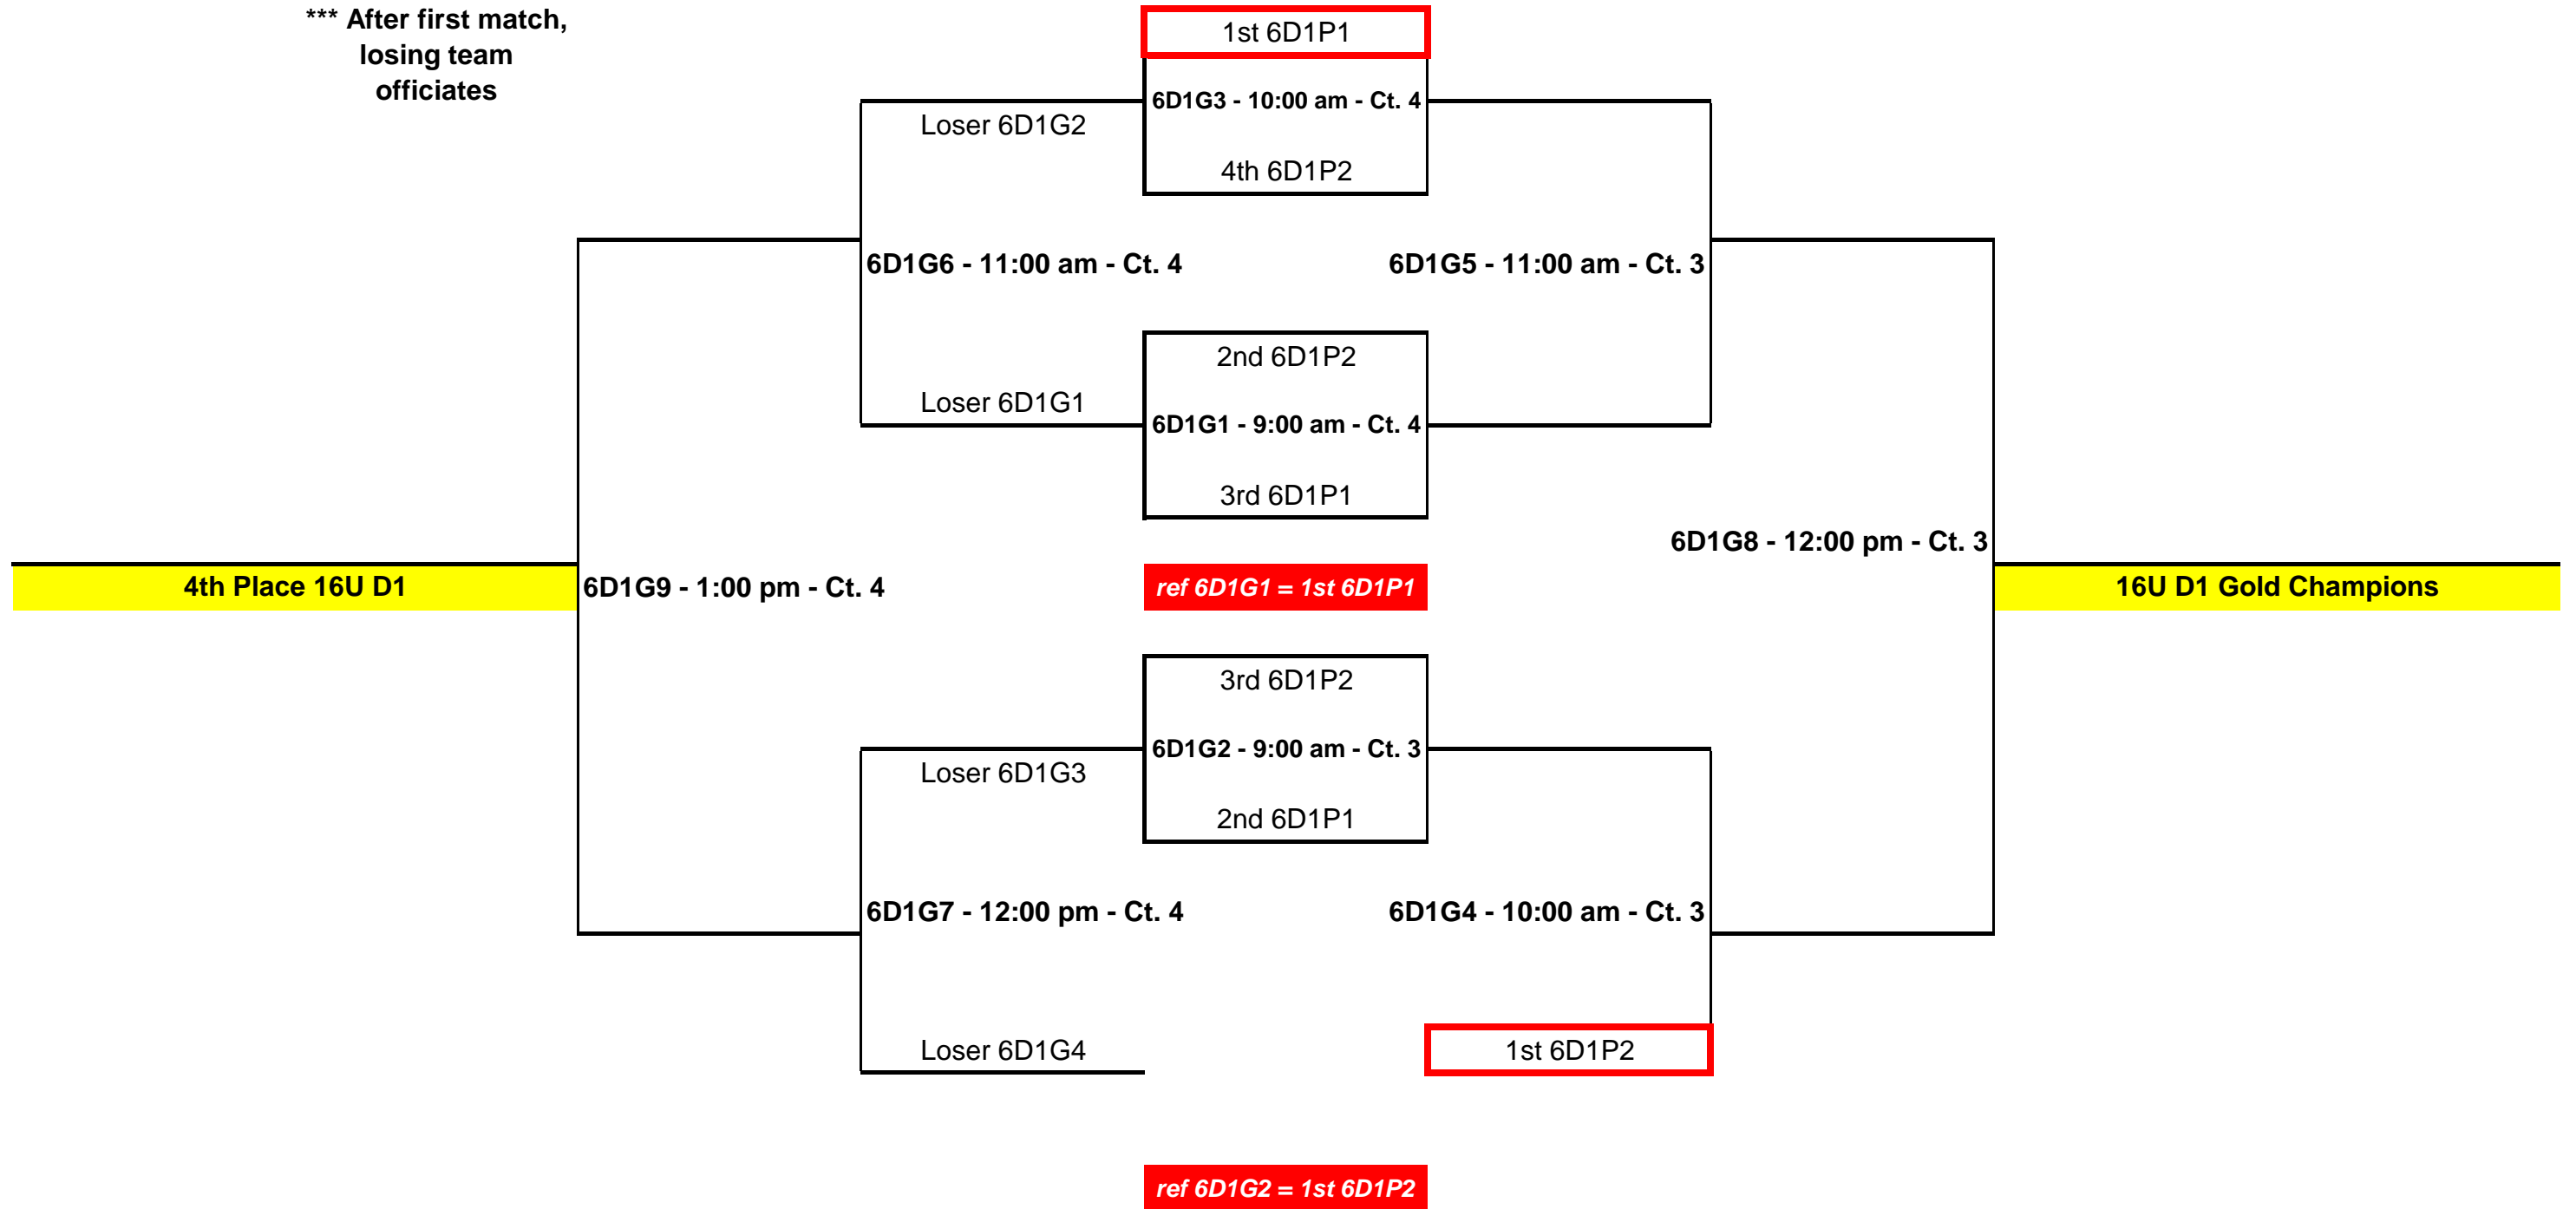 *** After first match,
losing team
officiates
1st 6D1P1
6D1G3 - 10:00 am - Ct. 4
Loser 6D1G2
4th 6D1P2
6D1G6 - 11:00 am - Ct. 4
6D1G5 - 11:00 am - Ct. 3
2nd 6D1P2
Loser 6D1G1
6D1G1 - 9:00 am - Ct. 4
3rd 6D1P1
6D1G8 - 12:00 pm - Ct. 3
4th Place 16U D1
6D1G9 - 1:00 pm - Ct. 4
ref 6D1G1 = 1st 6D1P1
16U D1 Gold Champions
3rd 6D1P2
6D1G2 - 9:00 am - Ct. 3
Loser 6D1G3
2nd 6D1P1
6D1G7 - 12:00 pm - Ct. 4
6D1G4 - 10:00 am - Ct. 3
Loser 6D1G4
1st 6D1P2
ref 6D1G2 = 1st 6D1P2